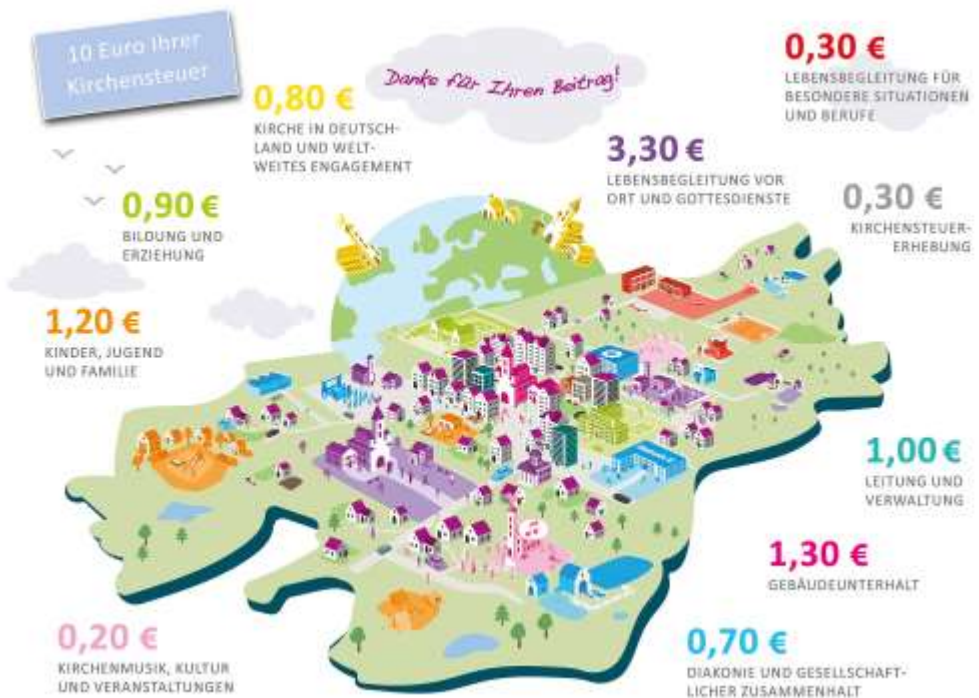 10 Euro Ihrer
Kirchensteuer
Danke für Ihren Beitrag!
0,80 €
KIRCHE IN DEUTSCH-
LAND UND WELT-
WEITES ENGAGEMENT
0,30 €
LEBENSBEGLEITUNG FÜR
BESONDERE SITUATIONEN
UND BERUFE
3,30 €
LEBENSBEGLEITUNG VOR
ORT UND GOTTESDIENSTE
0,90 €
BILDUNG UND
ERZIEHUNG
0,30 €
KIRCHENSTEUER-
ERHEBUNG
1,20 €
KINDER, JUGEND
UND FAMILIE
1,00 €
LEITUNG UND
VERWALTUNG
1,30 €
GEBÄUDEUNTERHALT
0,20 €
KIRCHENMUSIK, KULTUR
UND VERANSTALTUNGEN
0,70 €
DIAKONIE UND GESELLSCHAFT-
LICHER ZUSAMMENHALT